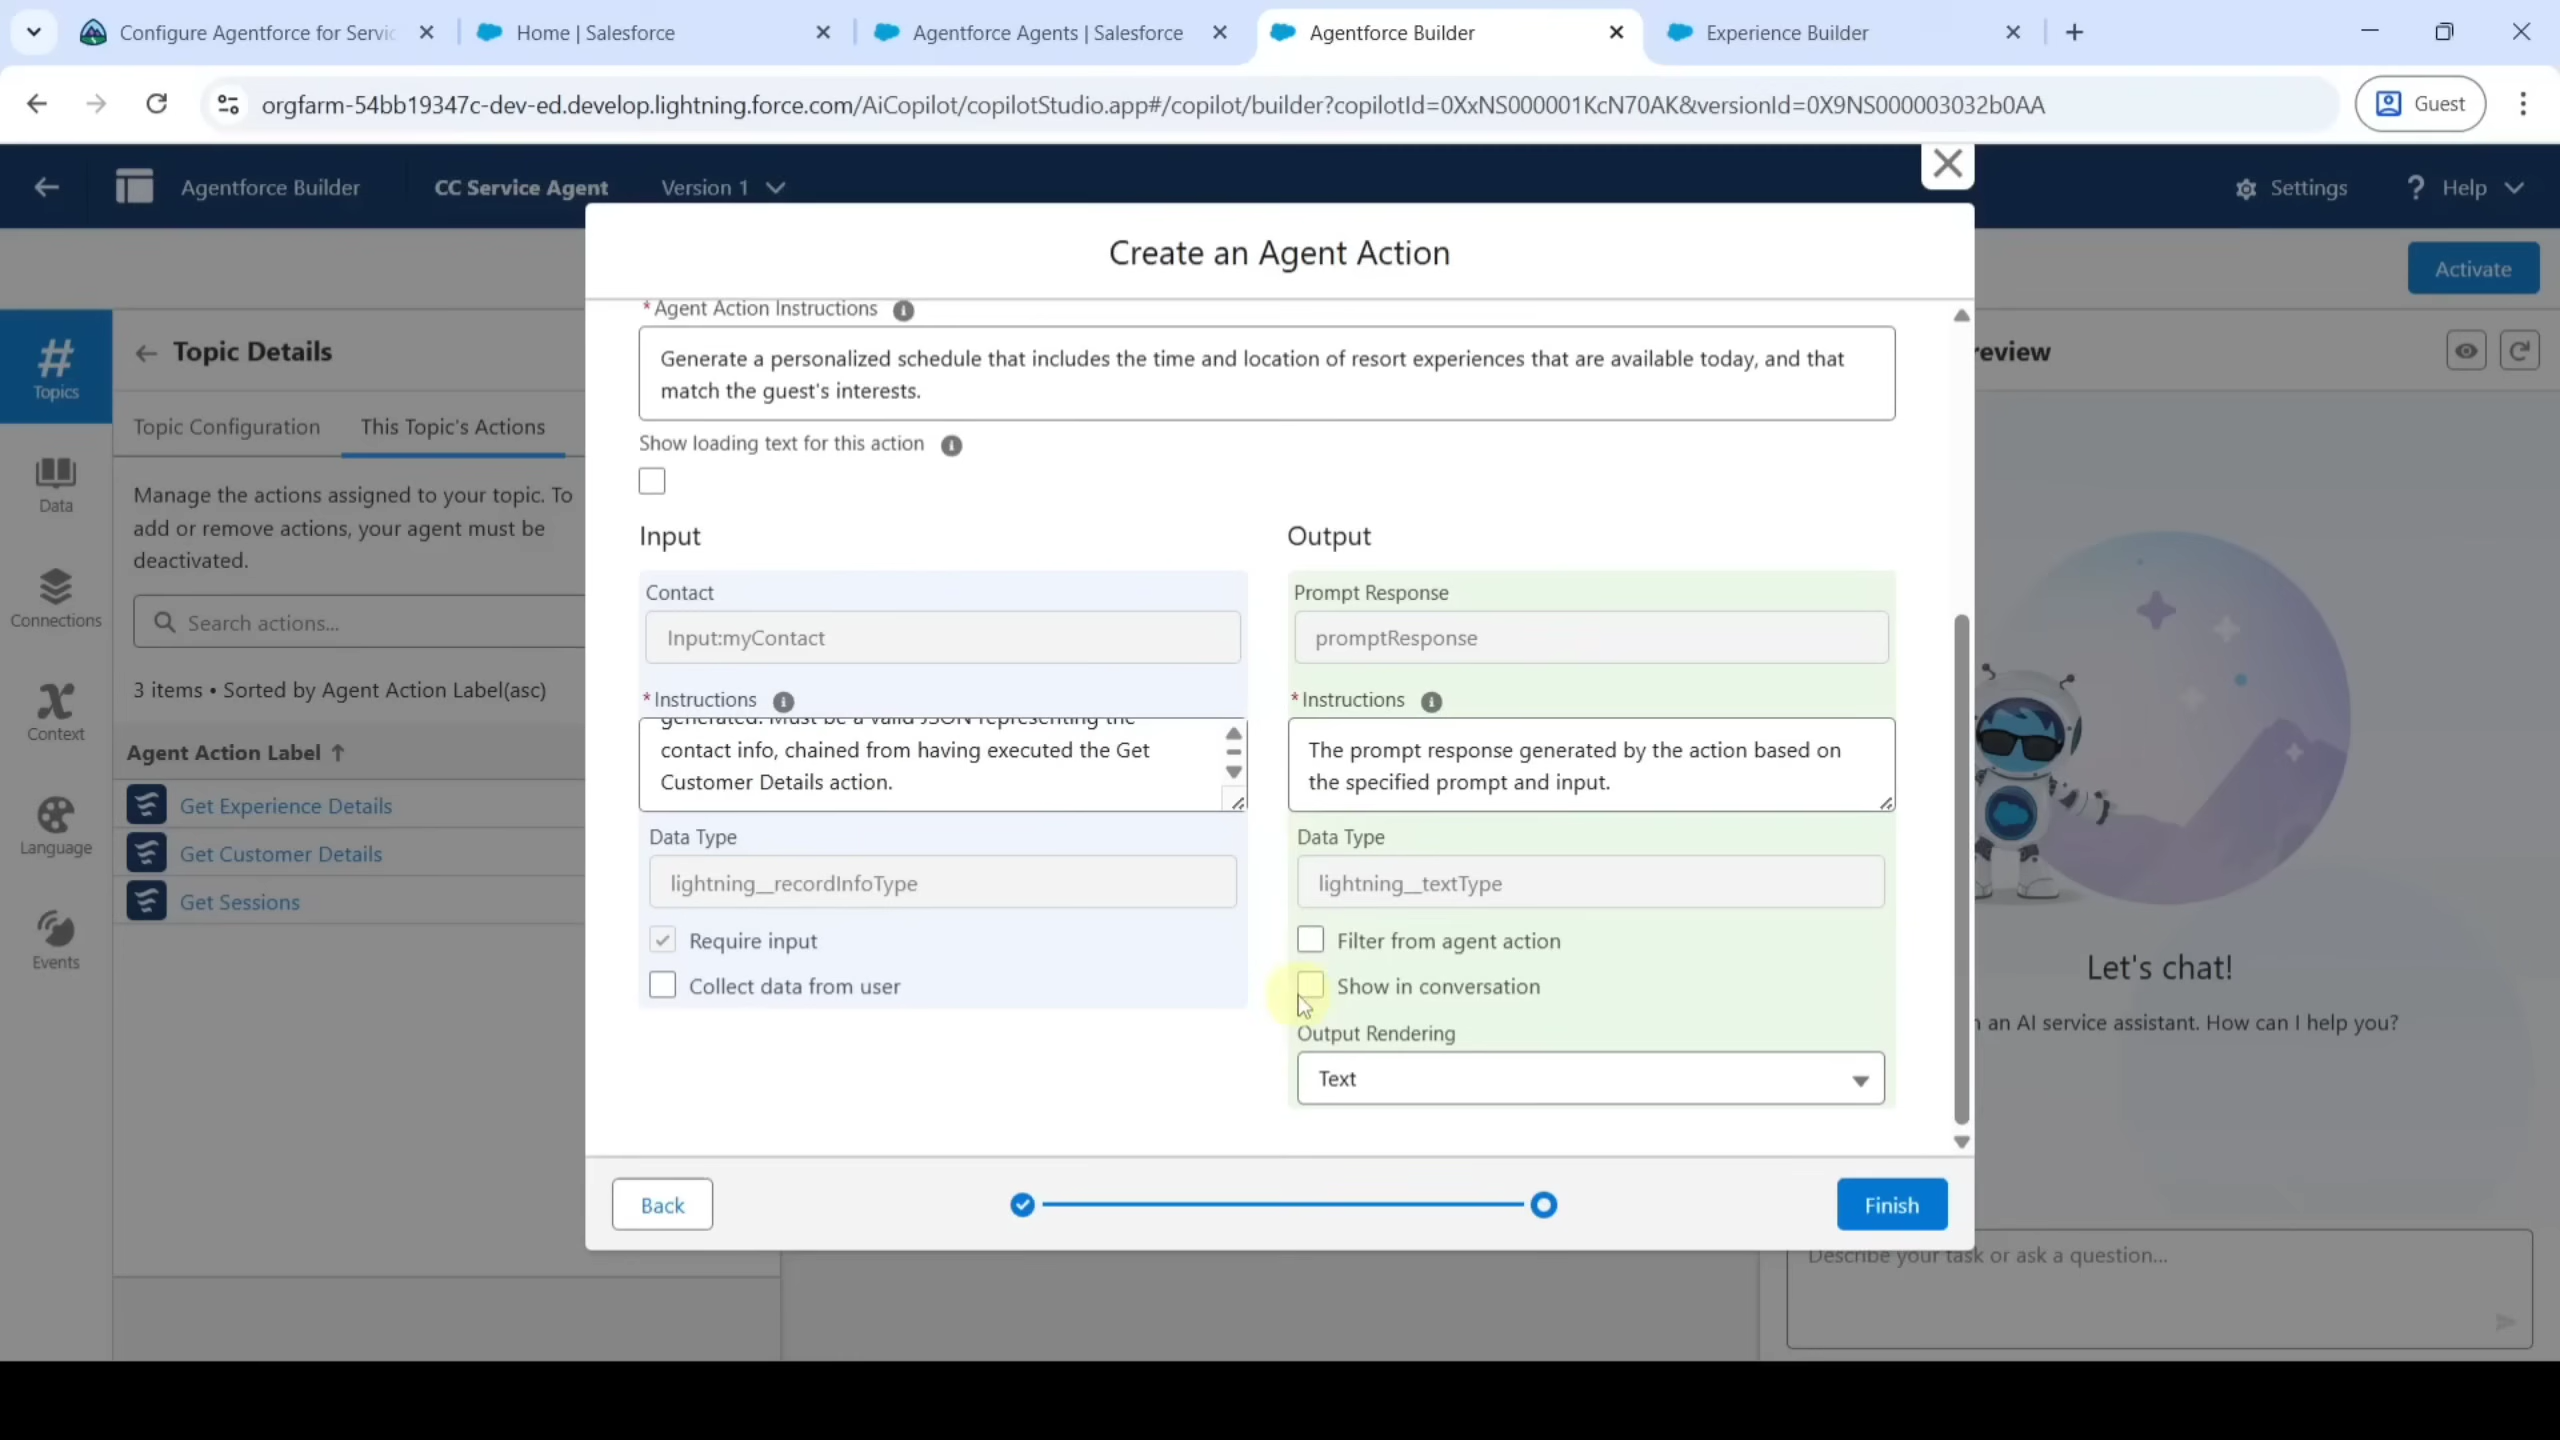 Configure Agentforce for Servic
Home | Salesforce
Agentforce Agents | Salesforce
Agentforce Builder
Experience Builder
orgfarm-54bb19347c-dev-ed.develop.lightning.force.com/AiCopilot/copilotStudio.app#/copilot/builder?copilotId=0XxNS000001KcN70AK&versionId=0X9NS000003032b0AA
Guest
Agentforce Builder
CC Service Agent
Version 1
Settings
Help
Create an Agent Action
Activate
* Agent Action Instructions
Generate a personalized schedule that includes the time and location of resort experiences that are available today, and that
match the guest's interests.
Show loading text for this action
Topics
Data
Connections
Context
Language
Events
Topic Details
Topic Configuration
This Topic's Actions
Manage the actions assigned to your topic. To
add or remove actions, your agent must be
deactivated.
Search actions...
3 items • Sorted by Agent Action Label(asc)
Agent Action Label ↑
Get Experience Details
Get Customer Details
Get Sessions
Input
Contact
Input:myContact
* Instructions
generated. Must be a valid JSON representing the
contact info, chained from having executed the Get
Customer Details action.
Data Type
lightning__recordInfoType
Require input
Collect data from user
Output
Prompt Response
promptResponse
* Instructions
The prompt response generated by the action based on
the specified prompt and input.
Data Type
lightning__textType
Filter from agent action
Show in conversation
Output Rendering
Text
Back
Finish
review
Let's chat!
an AI service assistant. How can I help you?
Describe your task or ask a question...